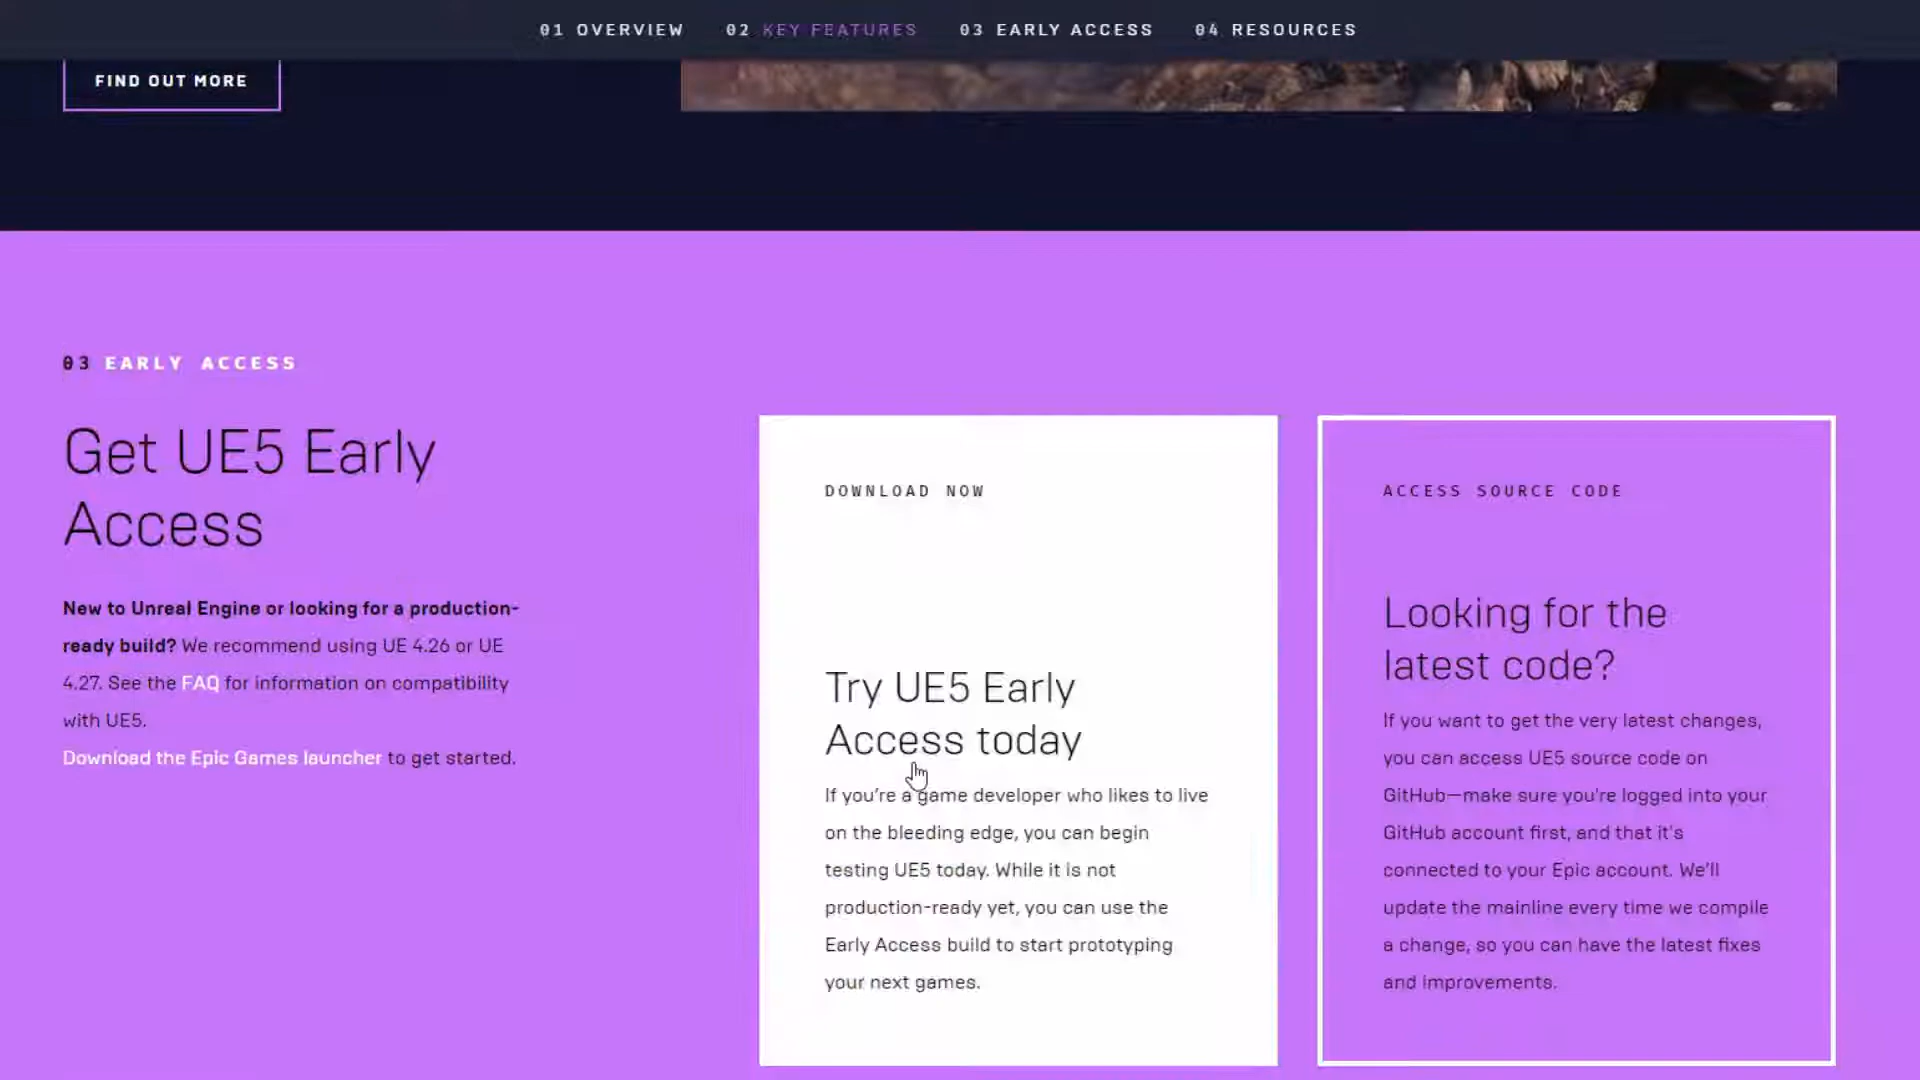 01 OVERVIEW 02 KEY FEATURES 03 EARLY ACCESS 04 RESOURCES
FIND OUT MORE
03 EARLY ACCESS
Get UE5 Early
Access
New to Unreal Engine or looking for a production-
ready build? We recommend using UE 4.26 or UE
4.27. See the FAQ for information on compatibility
with UE5.
Download the Epic Games launcher to get started.
DOWNLOAD NOW
Try UE5 Early
Access today
If you're a game developer who likes to live
on the bleeding edge, you can begin
testing UE5 today. While it is not
production-ready yet, you can use the
Early Access build to start prototyping
your next games.
ACCESS SOURCE CODE
Looking for the
latest code?
If you want to get the very latest changes,
you can access UE5 source code on
GitHub—make sure you're logged into your
GitHub account first, and that it's
connected to your Epic account. We'll
update the mainline every time we compile
a change, so you can have the latest fixes
and improvements.